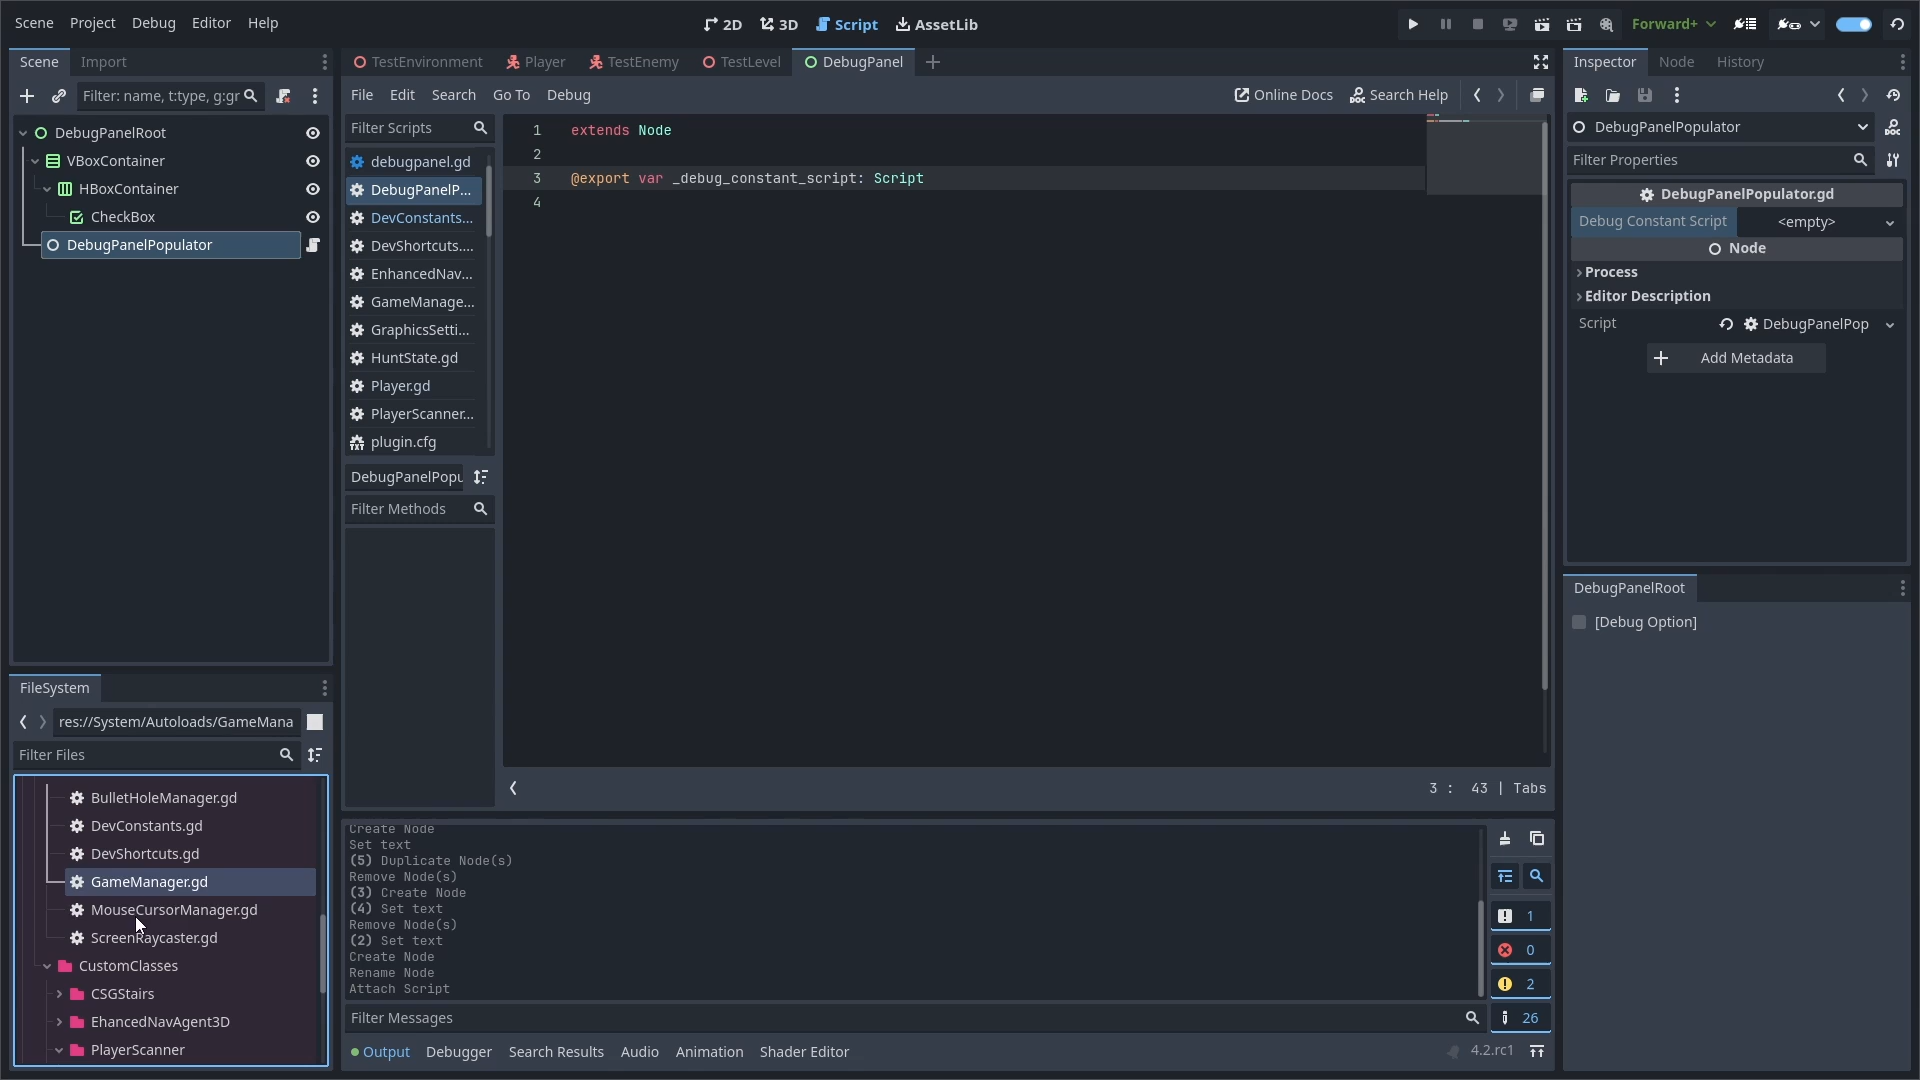 Scene Project Debug Editor Help
2D 3D Script AssetLib
Forward+
Scene Import
Filter: name, t:type, g:gr
DebugPanelRoot
VBoxContainer
HBoxContainer
CheckBox
DebugPanelPopulator
TestEnvironment Player TestEnemy TestLevel DebugPanel
File Edit Search Go To Debug
Online Docs Search Help
Filter Scripts
debugpanel.gd
DebugPanelP...
DevConstants...
DevShortcuts....
EnhancedNav...
GameManage...
GraphicsSetti...
HuntState.gd
Player.gd
PlayerScanner...
plugin.cfg
DebugPanelPopu
Filter Methods
1 extends Node
2
3 @export var _debug_constant_script: Script
4
3 : 43 | Tabs
Inspector Node History
DebugPanelPopulator
Filter Properties
DebugPanelPopulator.gd
Debug Constant Script <empty>
Node
Process
Editor Description
Script DebugPanelPop
Add Metadata
DebugPanelRoot
[Debug Option]
FileSystem
res://System/Autoloads/GameMana
Filter Files
BulletHoleManager.gd
DevConstants.gd
DevShortcuts.gd
GameManager.gd
MouseCursorManager.gd
ScreenRaycaster.gd
CustomClasses
CSGStairs
EhancedNavAgent3D
PlayerScanner
Create Node
Set text
(5) Duplicate Node(s)
Remove Node(s)
(3) Create Node
(4) Set text
Remove Node(s)
(2) Set text
Create Node
Rename Node
Attach Script
1
0
2
26
Filter Messages
Output Debugger Search Results Audio Animation Shader Editor
4.2.rc1